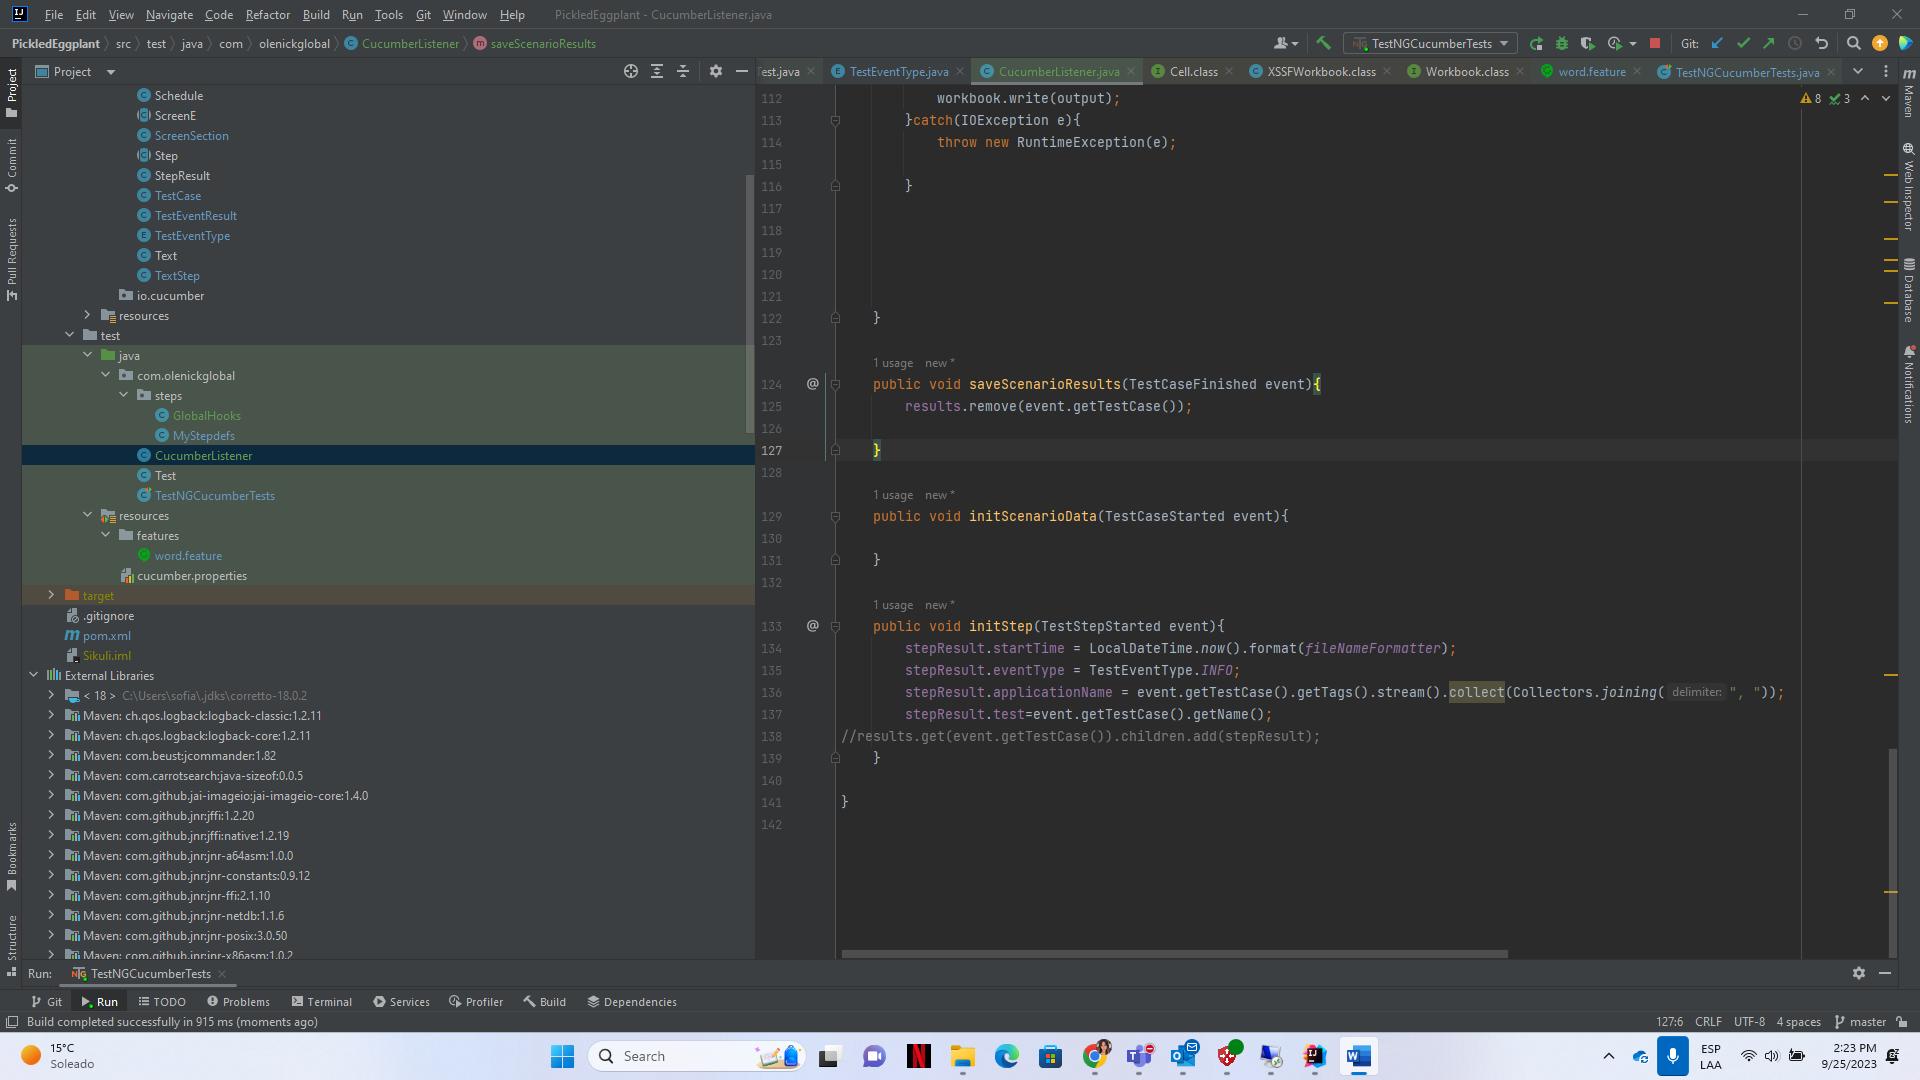 File Edit View Navigate Code Refactor Build Run Tools Git Window Help PickledEggplant - CucumberListener.java
PickledEggplant src test java com olenickglobal CucumberListener saveScenarioResults TestNGCucumberTests Git:
Project
Test.java TestEventType.java CucumberListener.java Cell.class XSSFWorkbook.class Workbook.class word.feature TestNGCucumberTests.java
8 3
Project
Commit
Pull Requests
Bookmarks
Structure
Maven
Web Inspector
Database
Notifications
Schedule
ScreenE
ScreenSection
Step
StepResult
TestCase
TestEventResult
TestEventType
Text
TextStep
io.cucumber
resources
test
java
com.olenickglobal
steps
GlobalHooks
MyStepdefs
CucumberListener
Test
TestNGCucumberTests
resources
features
word.feature
cucumber.properties
target
.gitignore
pom.xml
Sikuli.iml
External Libraries
< 18 > C:\Users\sofia\.jdks\corretto-18.0.2
Maven: ch.qos.logback:logback-classic:1.2.11
Maven: ch.qos.logback:logback-core:1.2.11
Maven: com.beust:jcommander:1.82
Maven: com.carrotsearch:java-sizeof:0.0.5
Maven: com.github.jai-imageio:jai-imageio-core:1.4.0
Maven: com.github.jnr:jffi:1.2.20
Maven: com.github.jnr:jffi:native:1.2.19
Maven: com.github.jnr:jnr-a64asm:1.0.0
Maven: com.github.jnr:jnr-constants:0.9.12
Maven: com.github.jnr:jnr-ffi:2.1.10
Maven: com.github.jnr:jnr-netdb:1.1.6
Maven: com.github.jnr:jnr-posix:3.0.50
Maven: com.github.jnr:jnr-x86asm:1.0.2
112 workbook.write(output);
113 }catch(IOException e){
114 throw new RuntimeException(e);
115
116 }
117
118
119
120
121
122 }
123
1 usage new *
124 @ public void saveScenarioResults(TestCaseFinished event){
125 results.remove(event.getTestCase());
126
127 }
128
1 usage new *
129 public void initScenarioData(TestCaseStarted event){
130
131 }
132
1 usage new *
133 @ public void initStep(TestStepStarted event){
134 stepResult.startTime = LocalDateTime.now().format(fileNameFormatter);
135 stepResult.eventType = TestEventType.INFO;
136 stepResult.applicationName = event.getTestCase().getTags().stream().collect(Collectors.joining( delimiter: ", "));
137 stepResult.test=event.getTestCase().getName();
138 //results.get(event.getTestCase()).children.add(stepResult);
139 }
140
141 }
142
Run: TestNGCucumberTests
Git Run TODO Problems Terminal Services Profiler Build Dependencies
Build completed successfully in 915 ms (moments ago) 127:6 CRLF UTF-8 4 spaces master
15°C
Soleado
Search
ESP
LAA
2:23 PM
9/25/2023